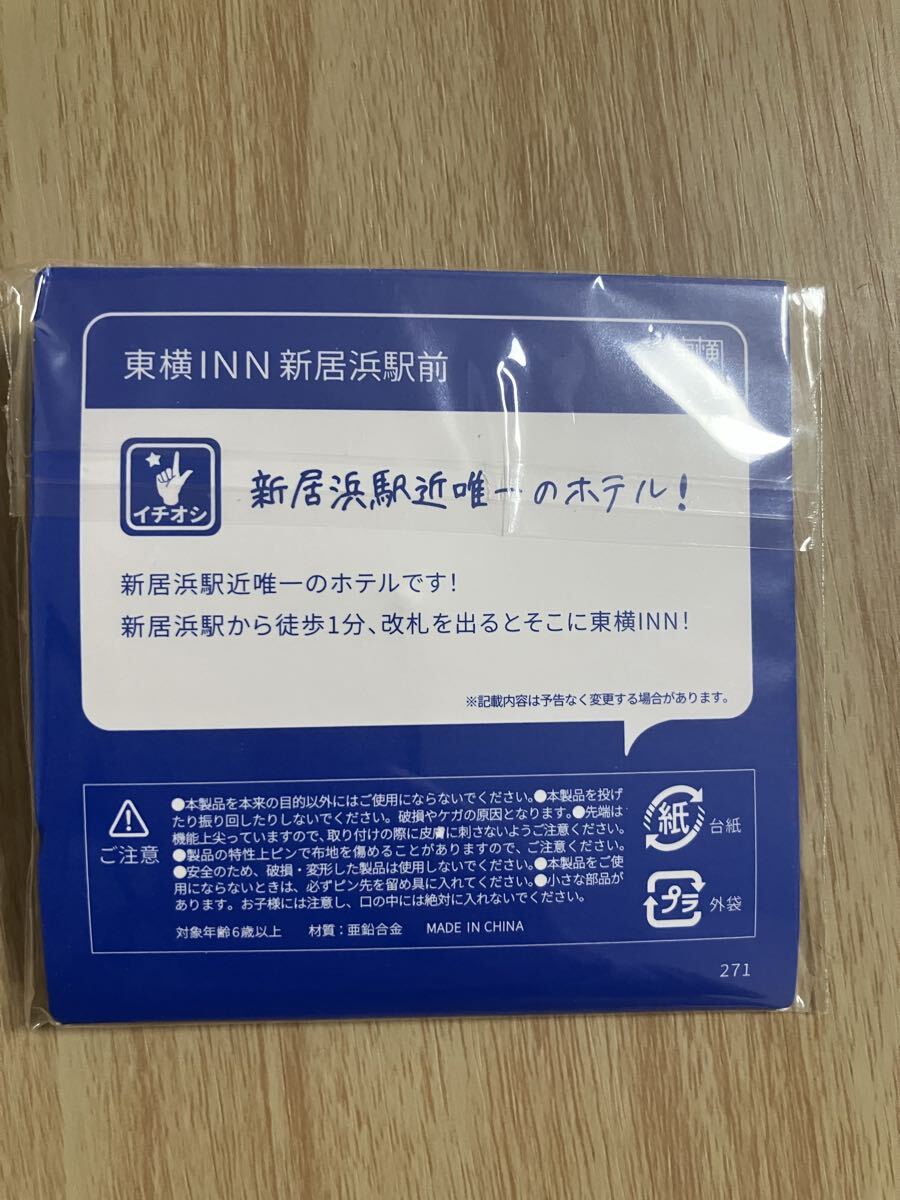 東横INN 新居浜駅前
東横
イチオシ
新居浜駅近唯一のホテル！
新居浜駅近唯一のホテルです！
新居浜駅から徒歩1分、改札を出るとそこに東横INN！
※記載内容は予告なく変更する場合があります。
ご注意
●本製品を本来の目的以外にはご使用にならないでください。●本製品を投げ
たり振り回したりしないでください。破損やケガの原因となります。●先端は
機能上尖っていますので、取り付けの際に皮膚に刺さないようご注意ください。
●製品の特性上ピンで布地を傷めることがありますので、ご注意ください。
●安全のため、破損・変形した製品は使用しないでください。●本製品をご使
用にならないときは、必ずピン先を留め具に入れてください。●小さな部品が
あります。お子様には注意し、口の中には絶対に入れないでください。
対象年齢6歳以上 材質：亜鉛合金 MADE IN CHINA
紙 台紙
プラ 外袋
271